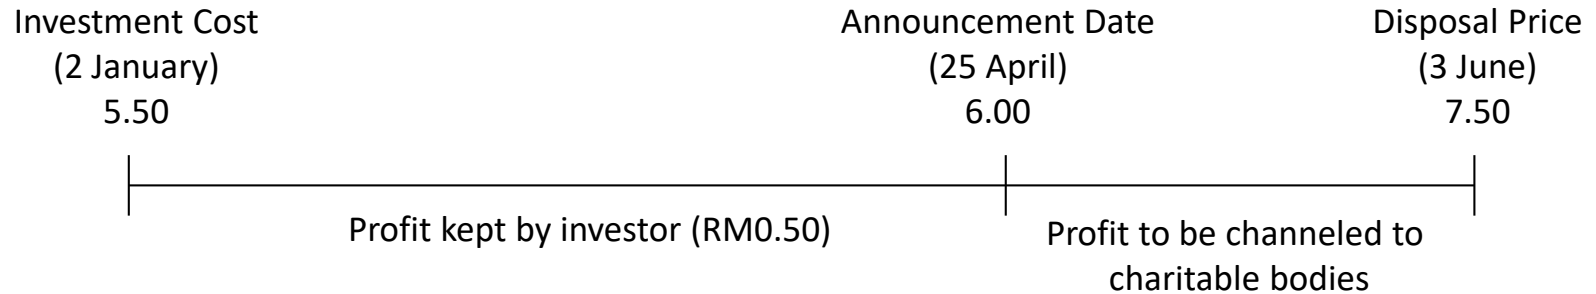 Investment Cost
(2 January)
5.50
Announcement Date
(25 April)
6.00
Disposal Price
(3 June)
7.50
Profit kept by investor (RM0.50)
Profit to be channeled to
charitable bodies